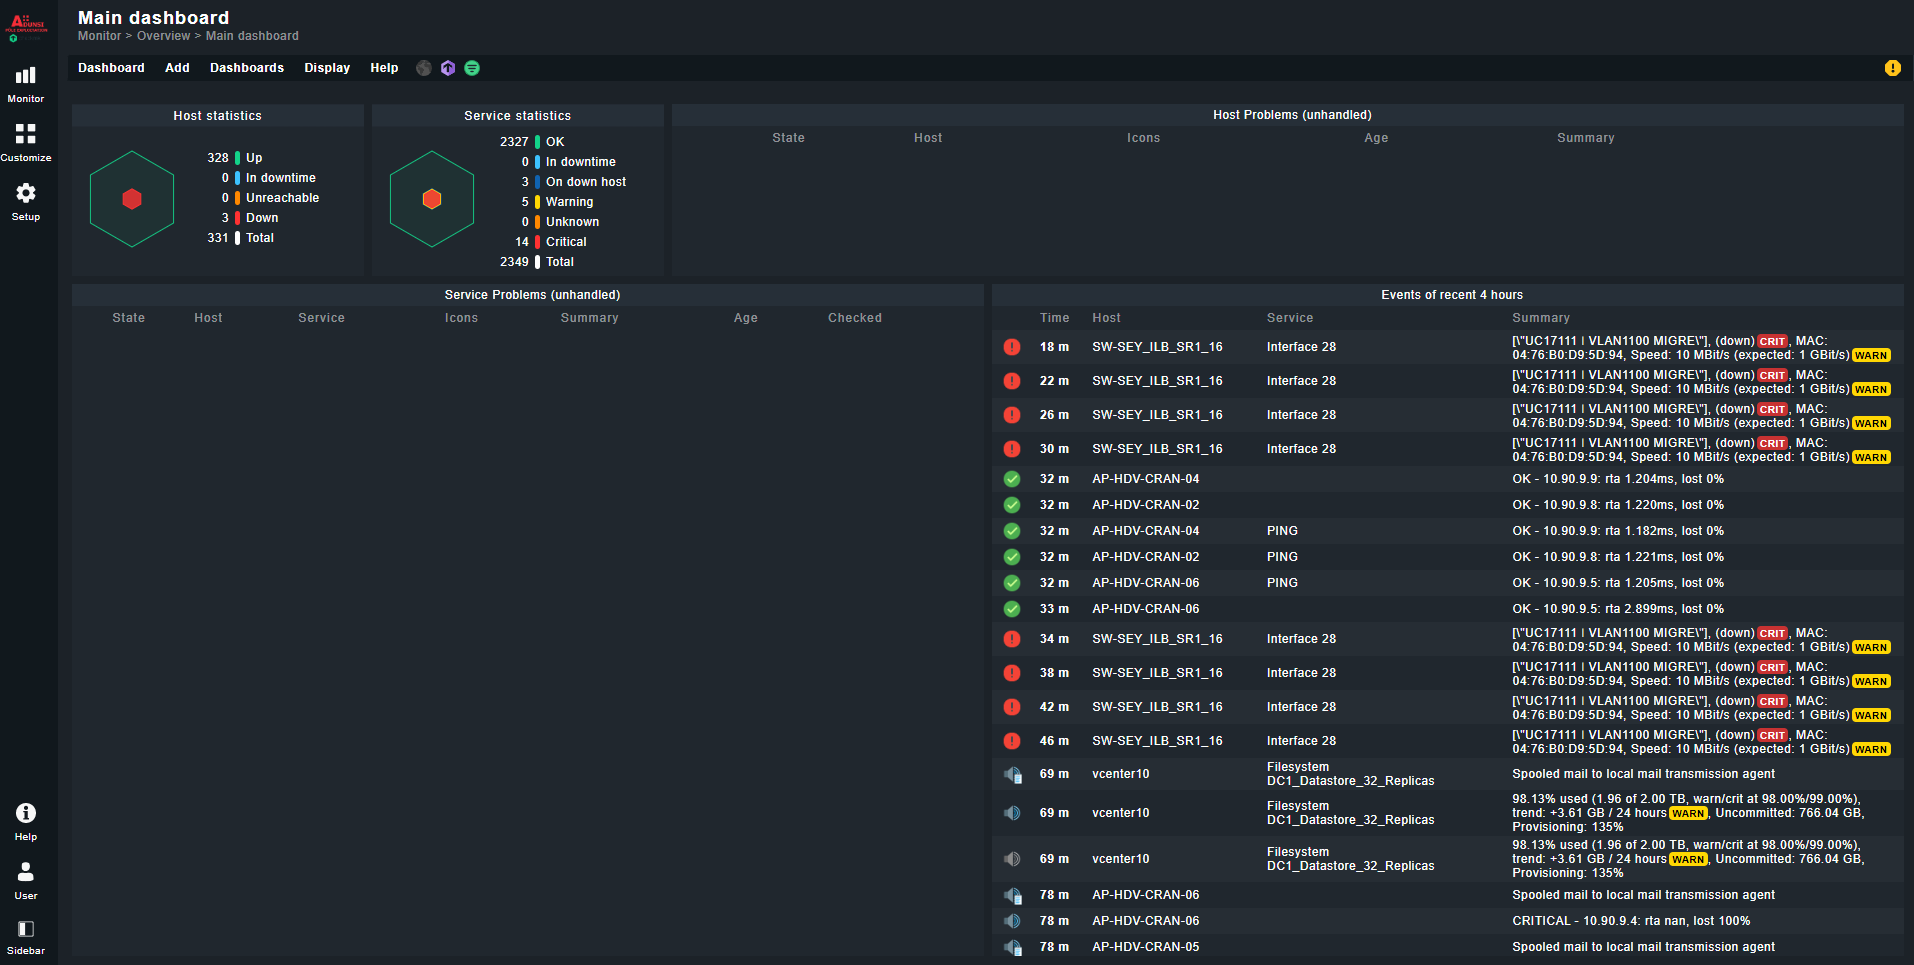 Main dashboard
Monitor > Overview > Main dashboard
Dashboard Add Dashboards Display Help
Monitor
Customize
Setup
Help
User
Sidebar
Host statistics
328 Up
0 In downtime
0 Unreachable
3 Down
331 Total
Service statistics
2327 OK
0 In downtime
3 On down host
5 Warning
0 Unknown
14 Critical
2349 Total
Host Problems (unhandled)
State Host Icons Age Summary
Service Problems (unhandled)
State Host Service Icons Summary Age Checked
Events of recent 4 hours
Time Host Service Summary
18 m SW-SEY_ILB_SR1_16 Interface 28 [\"UC17111 | VLAN1100 MIGRE\"], (down) CRIT, MAC:
04:76:B0:D9:5D:94, Speed: 10 MBit/s (expected: 1 GBit/s) WARN
22 m SW-SEY_ILB_SR1_16 Interface 28 [\"UC17111 | VLAN1100 MIGRE\"], (down) CRIT, MAC:
04:76:B0:D9:5D:94, Speed: 10 MBit/s (expected: 1 GBit/s) WARN
26 m SW-SEY_ILB_SR1_16 Interface 28 [\"UC17111 | VLAN1100 MIGRE\"], (down) CRIT, MAC:
04:76:B0:D9:5D:94, Speed: 10 MBit/s (expected: 1 GBit/s) WARN
30 m SW-SEY_ILB_SR1_16 Interface 28 [\"UC17111 | VLAN1100 MIGRE\"], (down) CRIT, MAC:
04:76:B0:D9:5D:94, Speed: 10 MBit/s (expected: 1 GBit/s) WARN
32 m AP-HDV-CRAN-04 OK - 10.90.9.9: rta 1.204ms, lost 0%
32 m AP-HDV-CRAN-02 OK - 10.90.9.8: rta 1.220ms, lost 0%
32 m AP-HDV-CRAN-04 PING OK - 10.90.9.9: rta 1.182ms, lost 0%
32 m AP-HDV-CRAN-02 PING OK - 10.90.9.8: rta 1.221ms, lost 0%
32 m AP-HDV-CRAN-06 PING OK - 10.90.9.5: rta 1.205ms, lost 0%
33 m AP-HDV-CRAN-06 OK - 10.90.9.5: rta 2.899ms, lost 0%
34 m SW-SEY_ILB_SR1_16 Interface 28 [\"UC17111 | VLAN1100 MIGRE\"], (down) CRIT, MAC:
04:76:B0:D9:5D:94, Speed: 10 MBit/s (expected: 1 GBit/s) WARN
38 m SW-SEY_ILB_SR1_16 Interface 28 [\"UC17111 | VLAN1100 MIGRE\"], (down) CRIT, MAC:
04:76:B0:D9:5D:94, Speed: 10 MBit/s (expected: 1 GBit/s) WARN
42 m SW-SEY_ILB_SR1_16 Interface 28 [\"UC17111 | VLAN1100 MIGRE\"], (down) CRIT, MAC:
04:76:B0:D9:5D:94, Speed: 10 MBit/s (expected: 1 GBit/s) WARN
46 m SW-SEY_ILB_SR1_16 Interface 28 [\"UC17111 | VLAN1100 MIGRE\"], (down) CRIT, MAC:
04:76:B0:D9:5D:94, Speed: 10 MBit/s (expected: 1 GBit/s) WARN
69 m vcenter10 Filesystem
DC1_Datastore_32_Replicas Spooled mail to local mail transmission agent
69 m vcenter10 Filesystem
DC1_Datastore_32_Replicas
98.13% used (1.96 of 2.00 TB, warn/crit at 98.00%/99.00%),
trend: +3.61 GB / 24 hours WARN, Uncommitted: 766.04 GB,
Provisioning: 135%
69 m vcenter10 Filesystem
DC1_Datastore_32_Replicas
98.13% used (1.96 of 2.00 TB, warn/crit at 98.00%/99.00%),
trend: +3.61 GB / 24 hours WARN, Uncommitted: 766.04 GB,
Provisioning: 135%
78 m AP-HDV-CRAN-06 Spooled mail to local mail transmission agent
78 m AP-HDV-CRAN-06 CRITICAL - 10.90.9.4: rta nan, lost 100%
78 m AP-HDV-CRAN-05 Spooled mail to local mail transmission agent